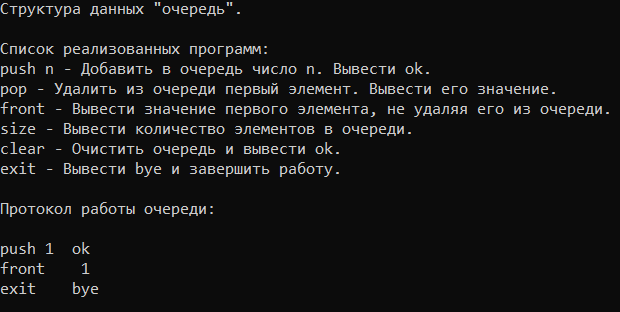 Структура данных "очередь".
Список реализованных программ:
push n - Добавить в очередь число n. Вывести ok.
pop - Удалить из очереди первый элемент. Вывести его значение.
front - Вывести значение первого элемента, не удаляя его из очереди.
size - Вывести количество элементов в очереди.
clear - Очистить очередь и вывести ok.
exit - Вывести bye и завершить работу.
Протокол работы очереди:
push 1  ok
front    1
exit    bye